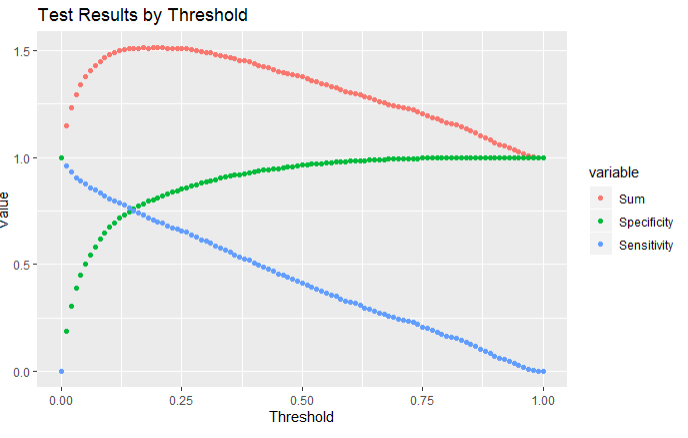 Test Results by Threshold
1.5
1.0
0.5
0.0
Value
0.00 0.25 0.50 0.75 1.00
Threshold
variable
Sum
Specificity
Sensitivity